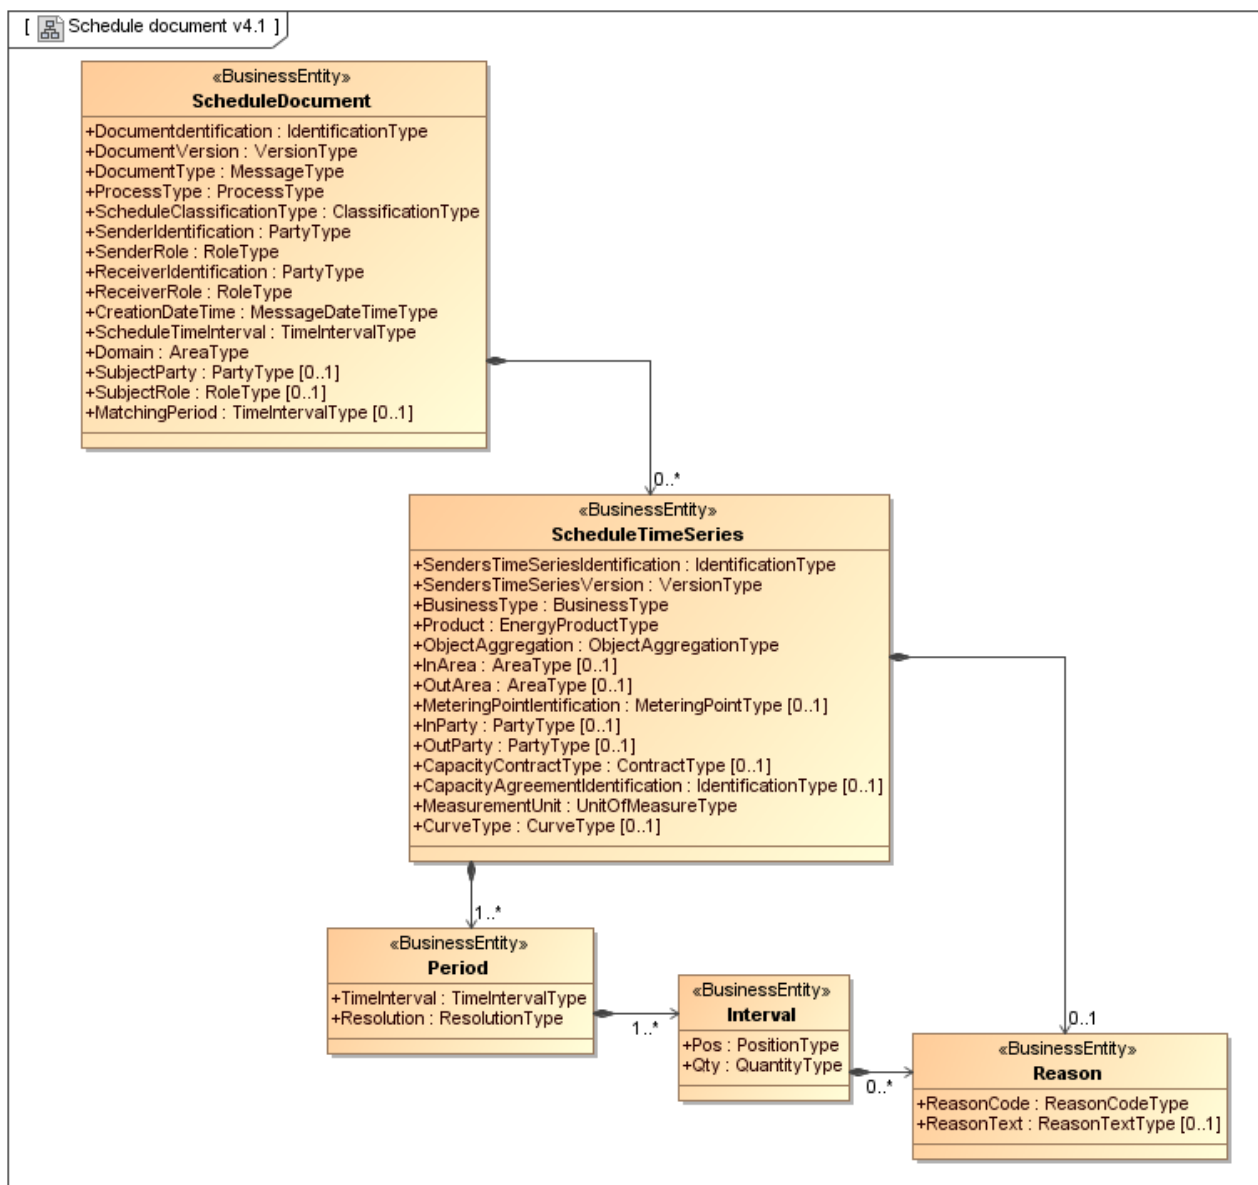 [ Schedule document v4.1 ]
«BusinessEntity»
ScheduleDocument
+Documentdentification : IdentificationType
+DocumentVersion : VersionType
+DocumentType : MessageType
+ProcessType : ProcessType
+ScheduleClassificationType : ClassificationType
+SenderIdentification : PartyType
+SenderRole : RoleType
+ReceiverIdentification : PartyType
+ReceiverRole : RoleType
+CreationDateTime : MessageDateTimeType
+ScheduleTimeInterval : TimeIntervalType
+Domain : AreaType
+SubjectParty : PartyType [0..1]
+SubjectRole : RoleType [0..1]
+MatchingPeriod : TimeIntervalType [0..1]
0..*
«BusinessEntity»
ScheduleTimeSeries
+SendersTimeSeriesIdentification : IdentificationType
+SendersTimeSeriesVersion : VersionType
+BusinessType : BusinessType
+Product : EnergyProductType
+ObjectAggregation : ObjectAggregationType
+InArea : AreaType [0..1]
+OutArea : AreaType [0..1]
+MeteringPointIentification : MeteringPointType [0..1]
+InParty : PartyType [0..1]
+OutParty : PartyType [0..1]
+CapacityContractType : ContractType [0..1]
+CapacityAgreementIdentification : IdentificationType [0..1]
+MeasurementUnit : UnitOfMeasureType
+CurveType : CurveType [0..1]
1..*
«BusinessEntity»
Period
+TimeInterval : TimeIntervalType
+Resolution : ResolutionType
1..*
«BusinessEntity»
Interval
+Pos : PositionType
+Qty : QuantityType
0..*
0..1
«BusinessEntity»
Reason
+ReasonCode : ReasonCodeType
+ReasonText : ReasonTextType [0..1]